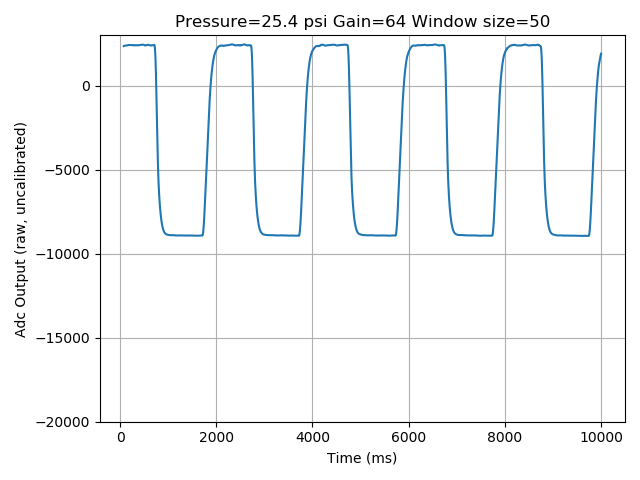 Pressure=25.4 psi Gain=64 Window size=50
Adc Output (raw, uncalibrated)
0
−5000
−10000
−15000
−20000
0 2000 4000 6000 8000 10000
Time (ms)